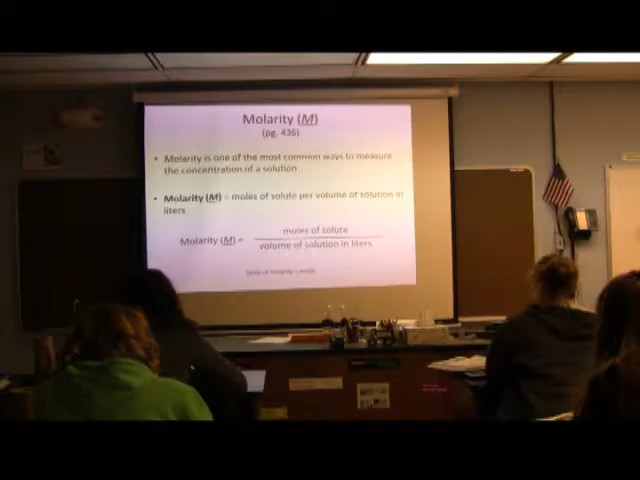 Molarity (M)
(pg. 436)
• Molarity is one of the most common ways to measure
the concentration of a solution
• Molarity (M) = moles of solute per volume of solution in
liters
Molarity (M) = moles of solute
volume of solution in liters